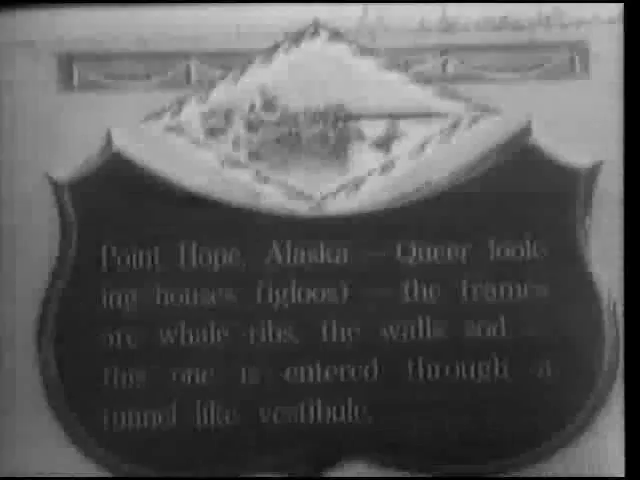 Point Hope, Alaska — Queer look-
ing houses (igloos) — the frames
are whale ribs, the walls sod —
this one is entered through a
tunnel like vestibule.